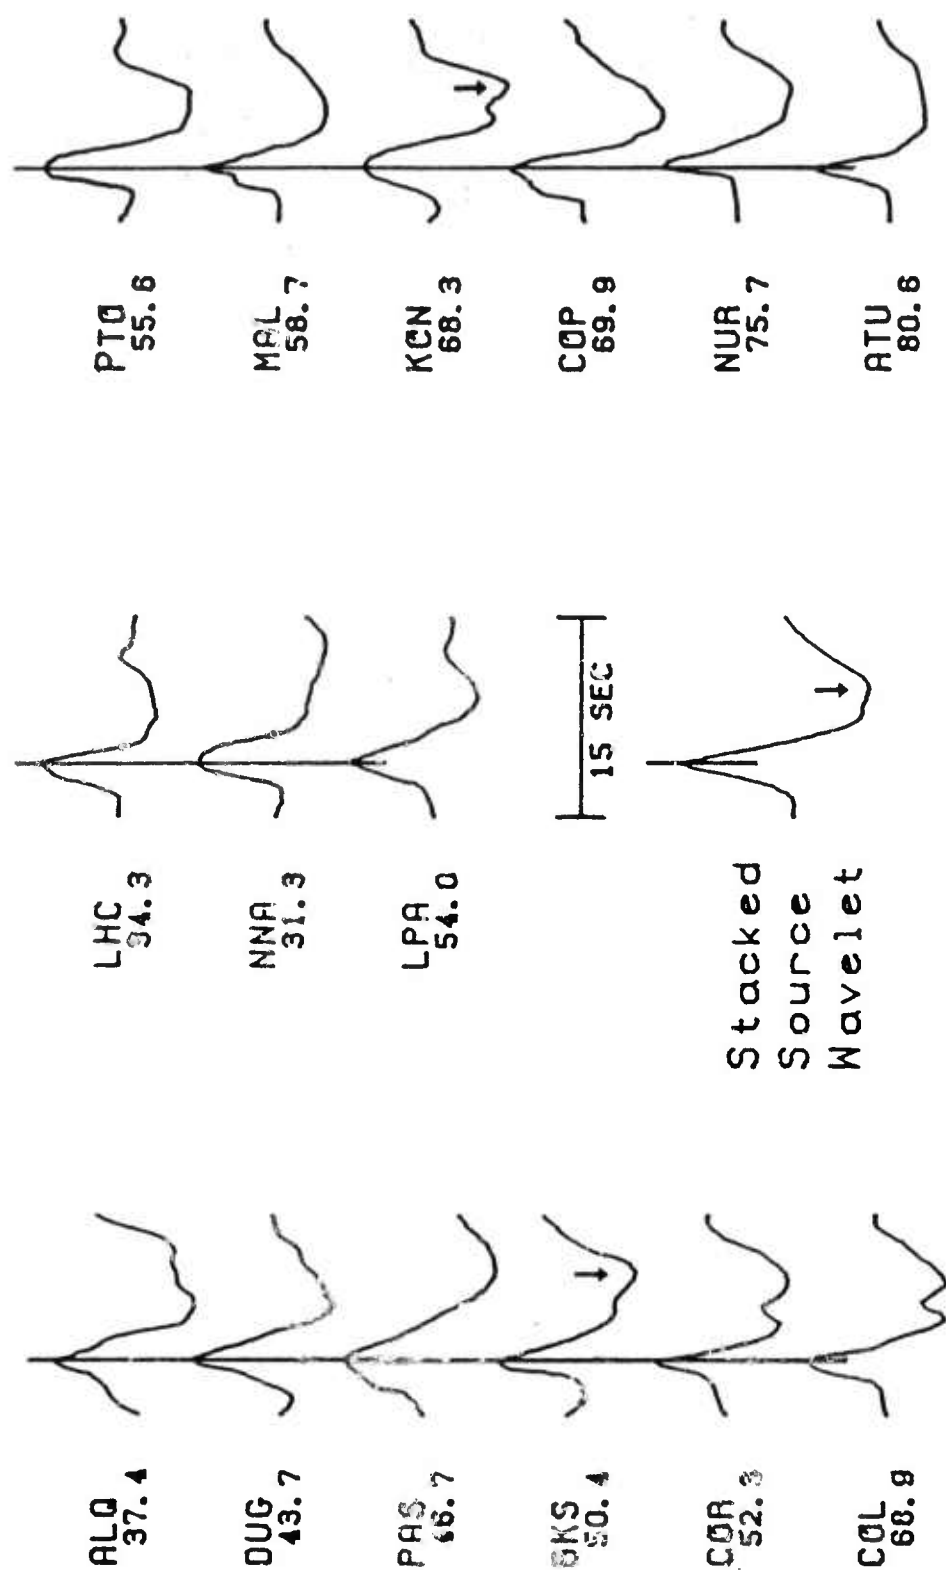 ALQ
37.4
DUG
43.7
PAS
46.7
BKS
50.4
COR
52.3
COL
68.9
LHC
34.3
NNA
31.3
LPA
54.0
15 SEC
Stacked
Source
Wavelet
PTO
55.6
MAL
58.7
KCN
68.3
COP
69.9
NUR
75.7
ATU
80.6